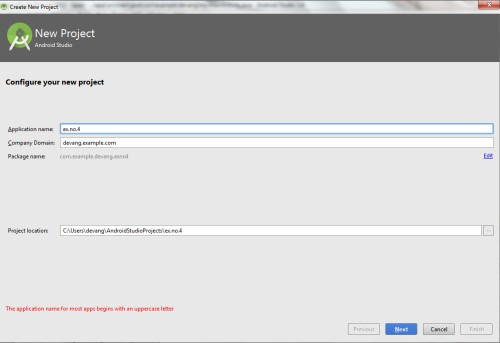 Create New Project
New Project
Android Studio
Configure your new project
Application name: ex.no.4
Company Domain: devang.example.com
Package name: com.example.devang.exno4 Edit
Project location: C:\Users\devang\AndroidStudioProjects\ex.no.4 ...
The application name for most apps begins with an uppercase letter
Previous Next Cancel Finish